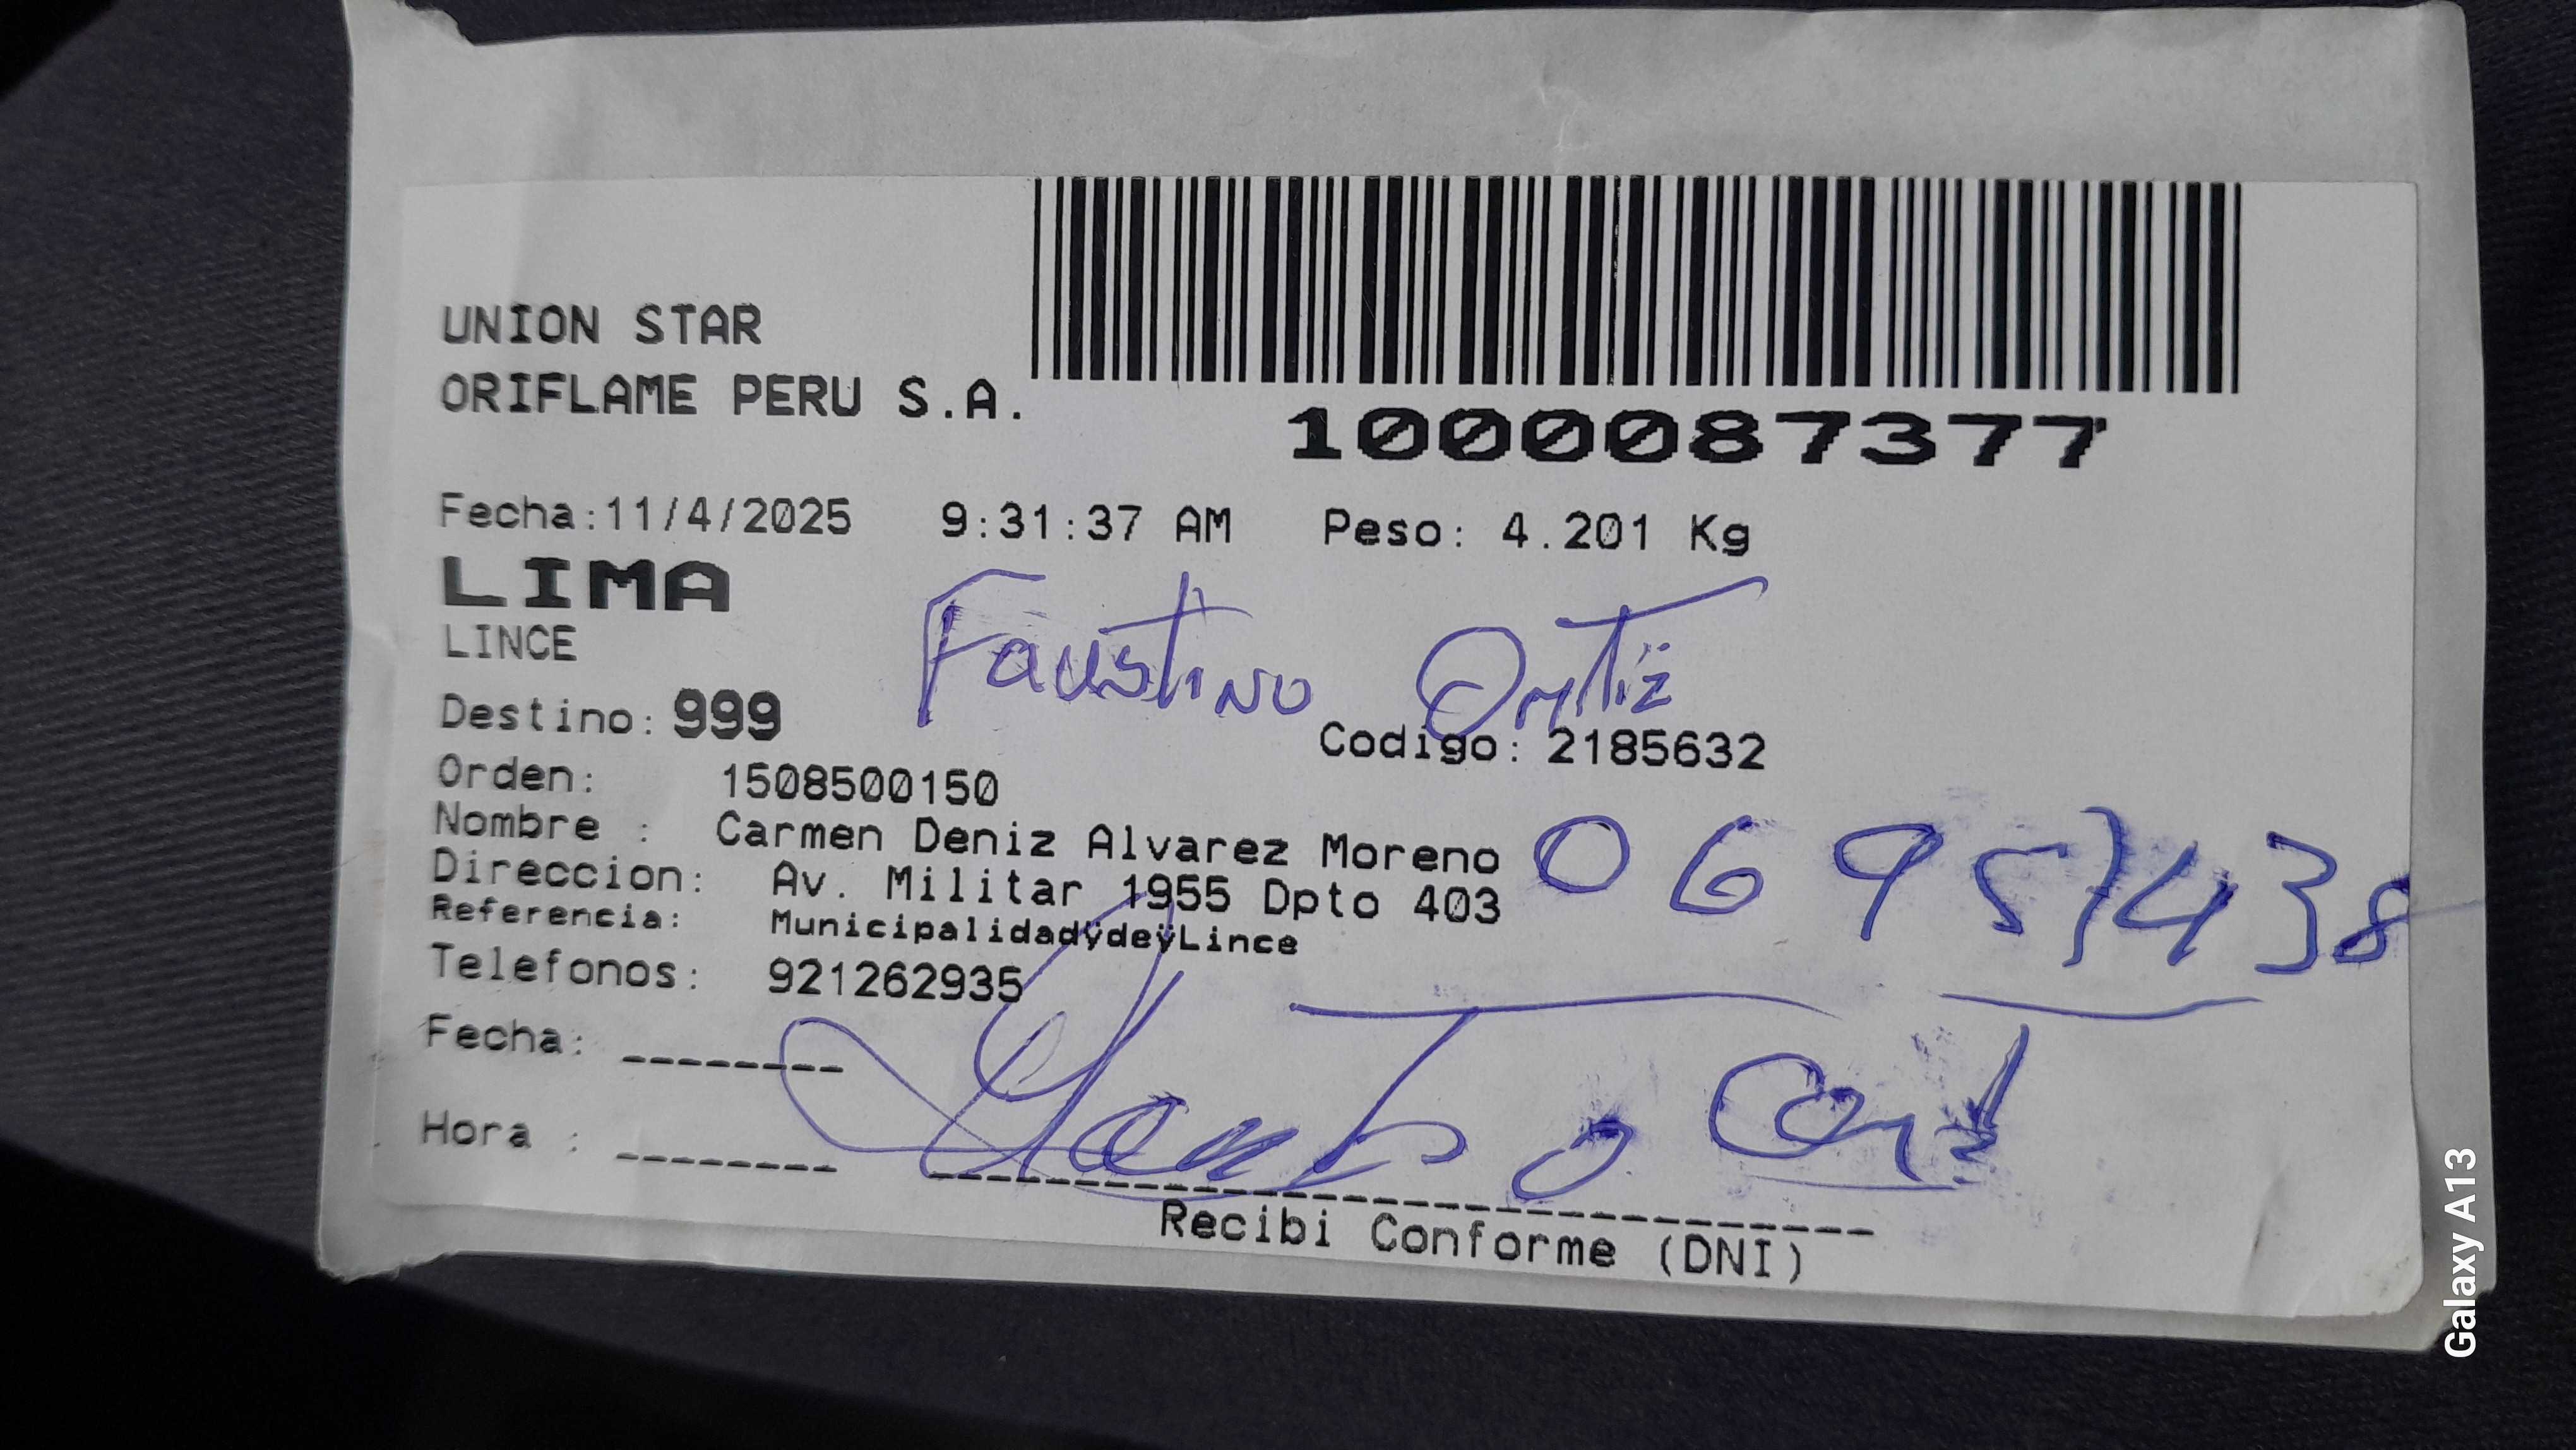 UNION STAR
ORIFLAME PERU S.A.
1000087377
Fecha:11/4/2025 9:31:37 AM Peso: 4.201 Kg
LIMA
LINCE
Faustino Ortiz
Destino: 999
Codigo: 2185632
Orden: 1508500150
Nombre : Carmen Deniz Alvarez Moreno
Direccion: Av. Militar 1955 Dpto 403
Referencia: MunicipalidadÿdeÿLince
Telefonos: 921262935
Fecha: --------
Hora : --------
Recibi Conforme (DNI)
Galaxy A13